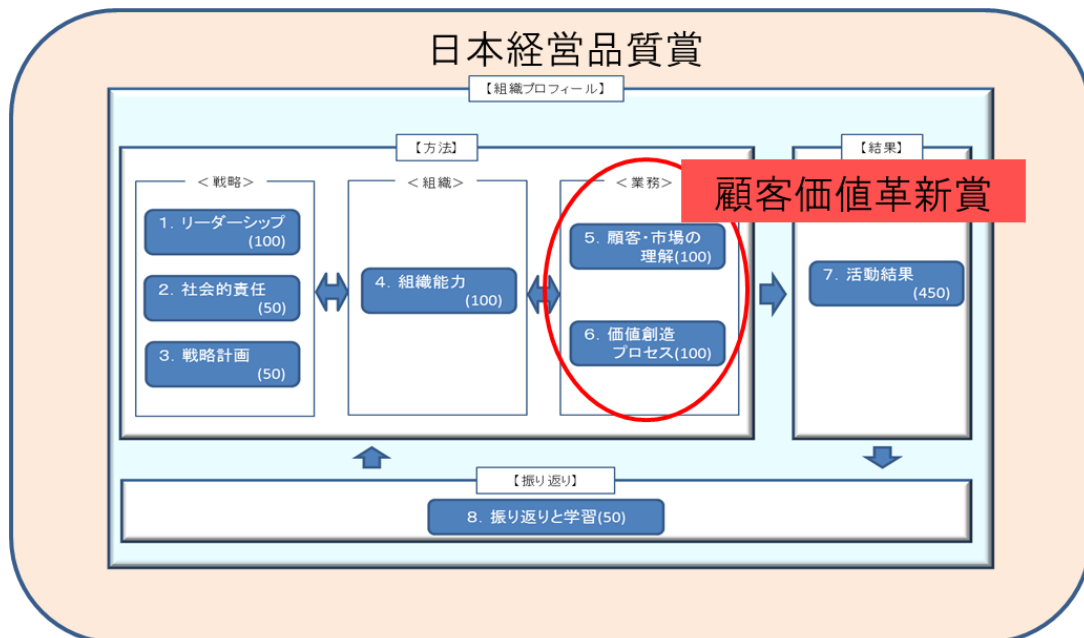 日本経営品質賞
【組織プロフィール】
【方法】
【結果】
＜戦略＞
＜組織＞
＜業務＞
顧客価値革新賞
1. リーダーシップ
(100)
2. 社会的責任
(50)
3. 戦略計画
(50)
4. 組織能力
(100)
5. 顧客・市場の
理解(100)
6. 価値創造
プロセス(100)
7. 活動結果
(450)
【振り返り】
8. 振り返りと学習(50)